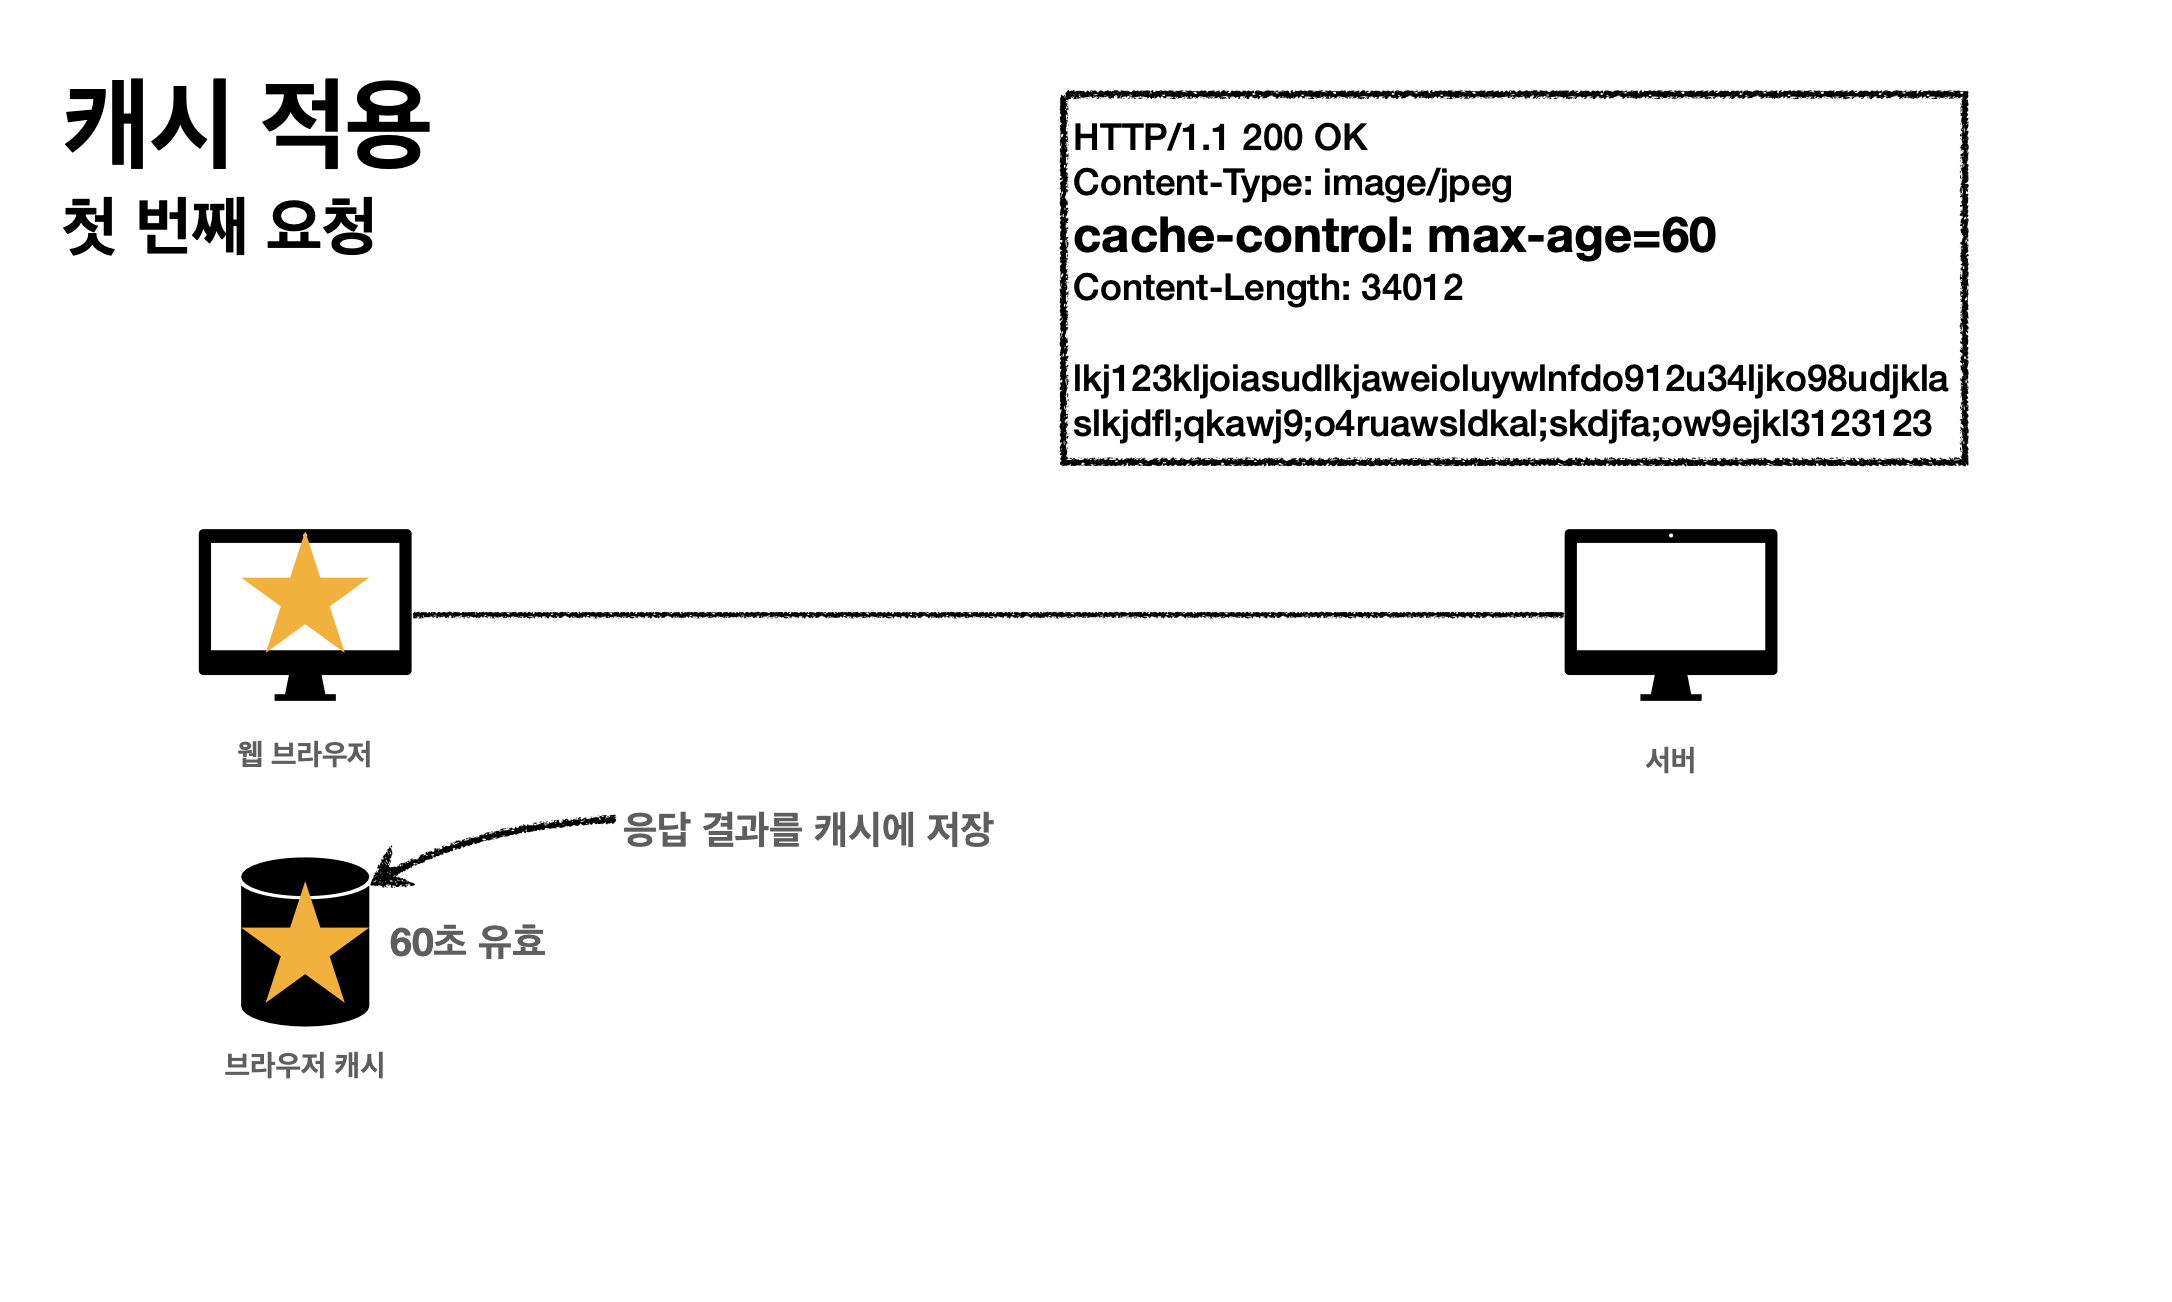 캐시 적용
첫 번째 요청
HTTP/1.1 200 OK
Content-Type: image/jpeg
cache-control: max-age=60
Content-Length: 34012
lkj123kljoiasudlkjaweioluywlnfdo912u34ljko98udjkla
slkjdfl;qkawj9;o4ruawsldkal;skdjfa;ow9ejkl3123123
웹 브라우저
서버
응답 결과를 캐시에 저장
60초 유효
브라우저 캐시